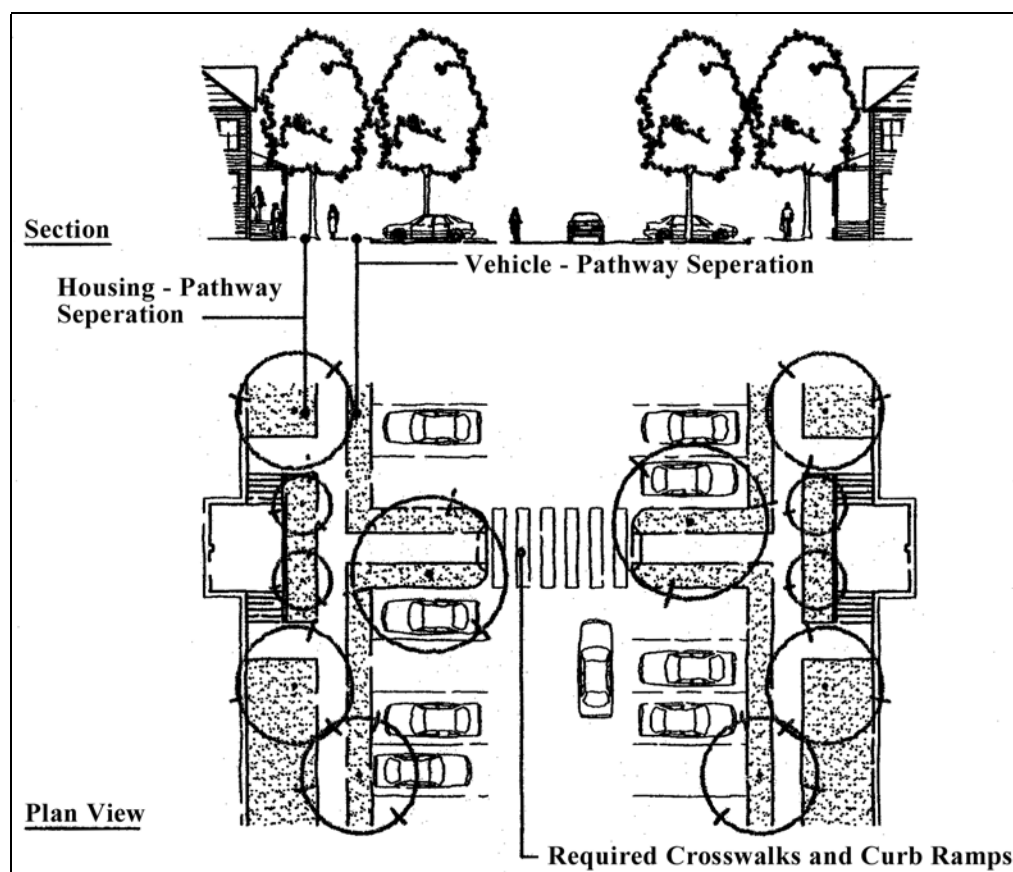 Section
Vehicle - Pathway Seperation
Housing - Pathway
Seperation
Plan View
Required Crosswalks and Curb Ramps